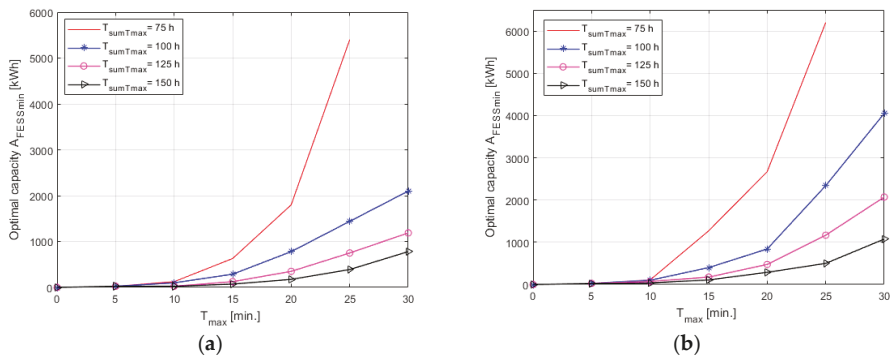 6000
5000
4000
3000
2000
1000
0
Optimal capacity A_FESSmin [kWh]
T_sumTmax = 75 h
T_sumTmax = 100 h
T_sumTmax = 125 h
T_sumTmax = 150 h
0 5 10 15 20 25 30
T_max [min.]
(a)
6000
5000
4000
3000
2000
1000
0
Optimal capacity A_FESSmin [kWh]
T_sumTmax = 75 h
T_sumTmax = 100 h
T_sumTmax = 125 h
T_sumTmax = 150 h
0 5 10 15 20 25 30
T_max [min.]
(b)